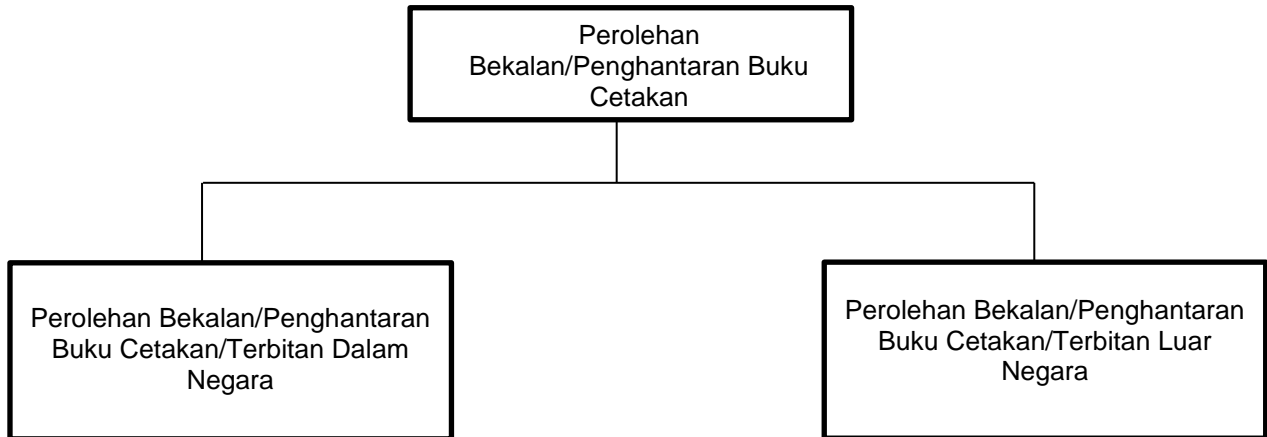 Perolehan
Bekalan/Penghantaran Buku
Cetakan
Perolehan Bekalan/Penghantaran
Buku Cetakan/Terbitan Dalam
Negara
Perolehan Bekalan/Penghantaran
Buku Cetakan/Terbitan Luar
Negara